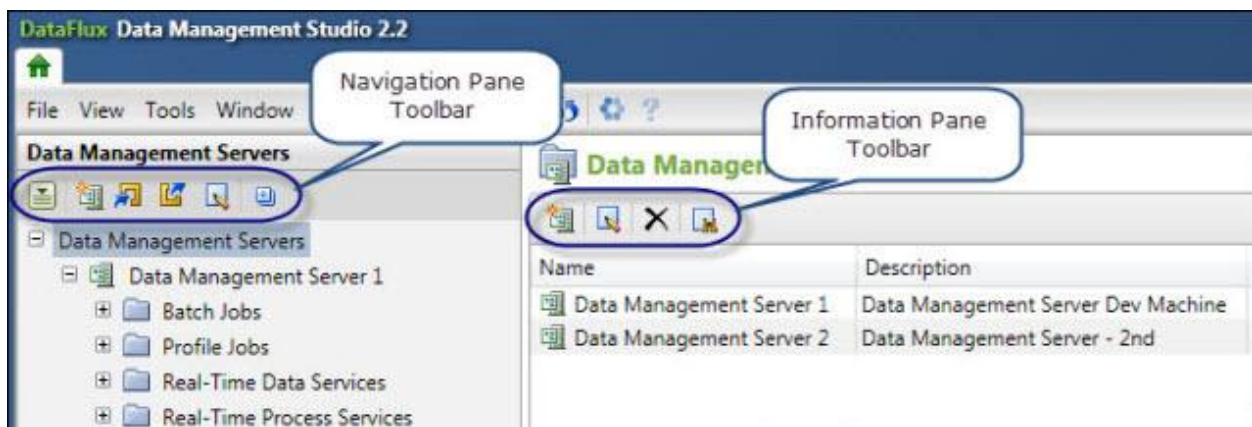 DataFlux Data Management Studio 2.2
Navigation Pane
Toolbar
File View Tools Window
?
Information Pane
Toolbar
Data Management Servers
Data
Data Management Servers
Data Management Server 1
Batch Jobs
Profile Jobs
Real-Time Data Services
Real-Time Process Services
Name Description
Data Management Server 1 Data Management Server Dev Machine
Data Management Server 2 Data Management Server - 2nd